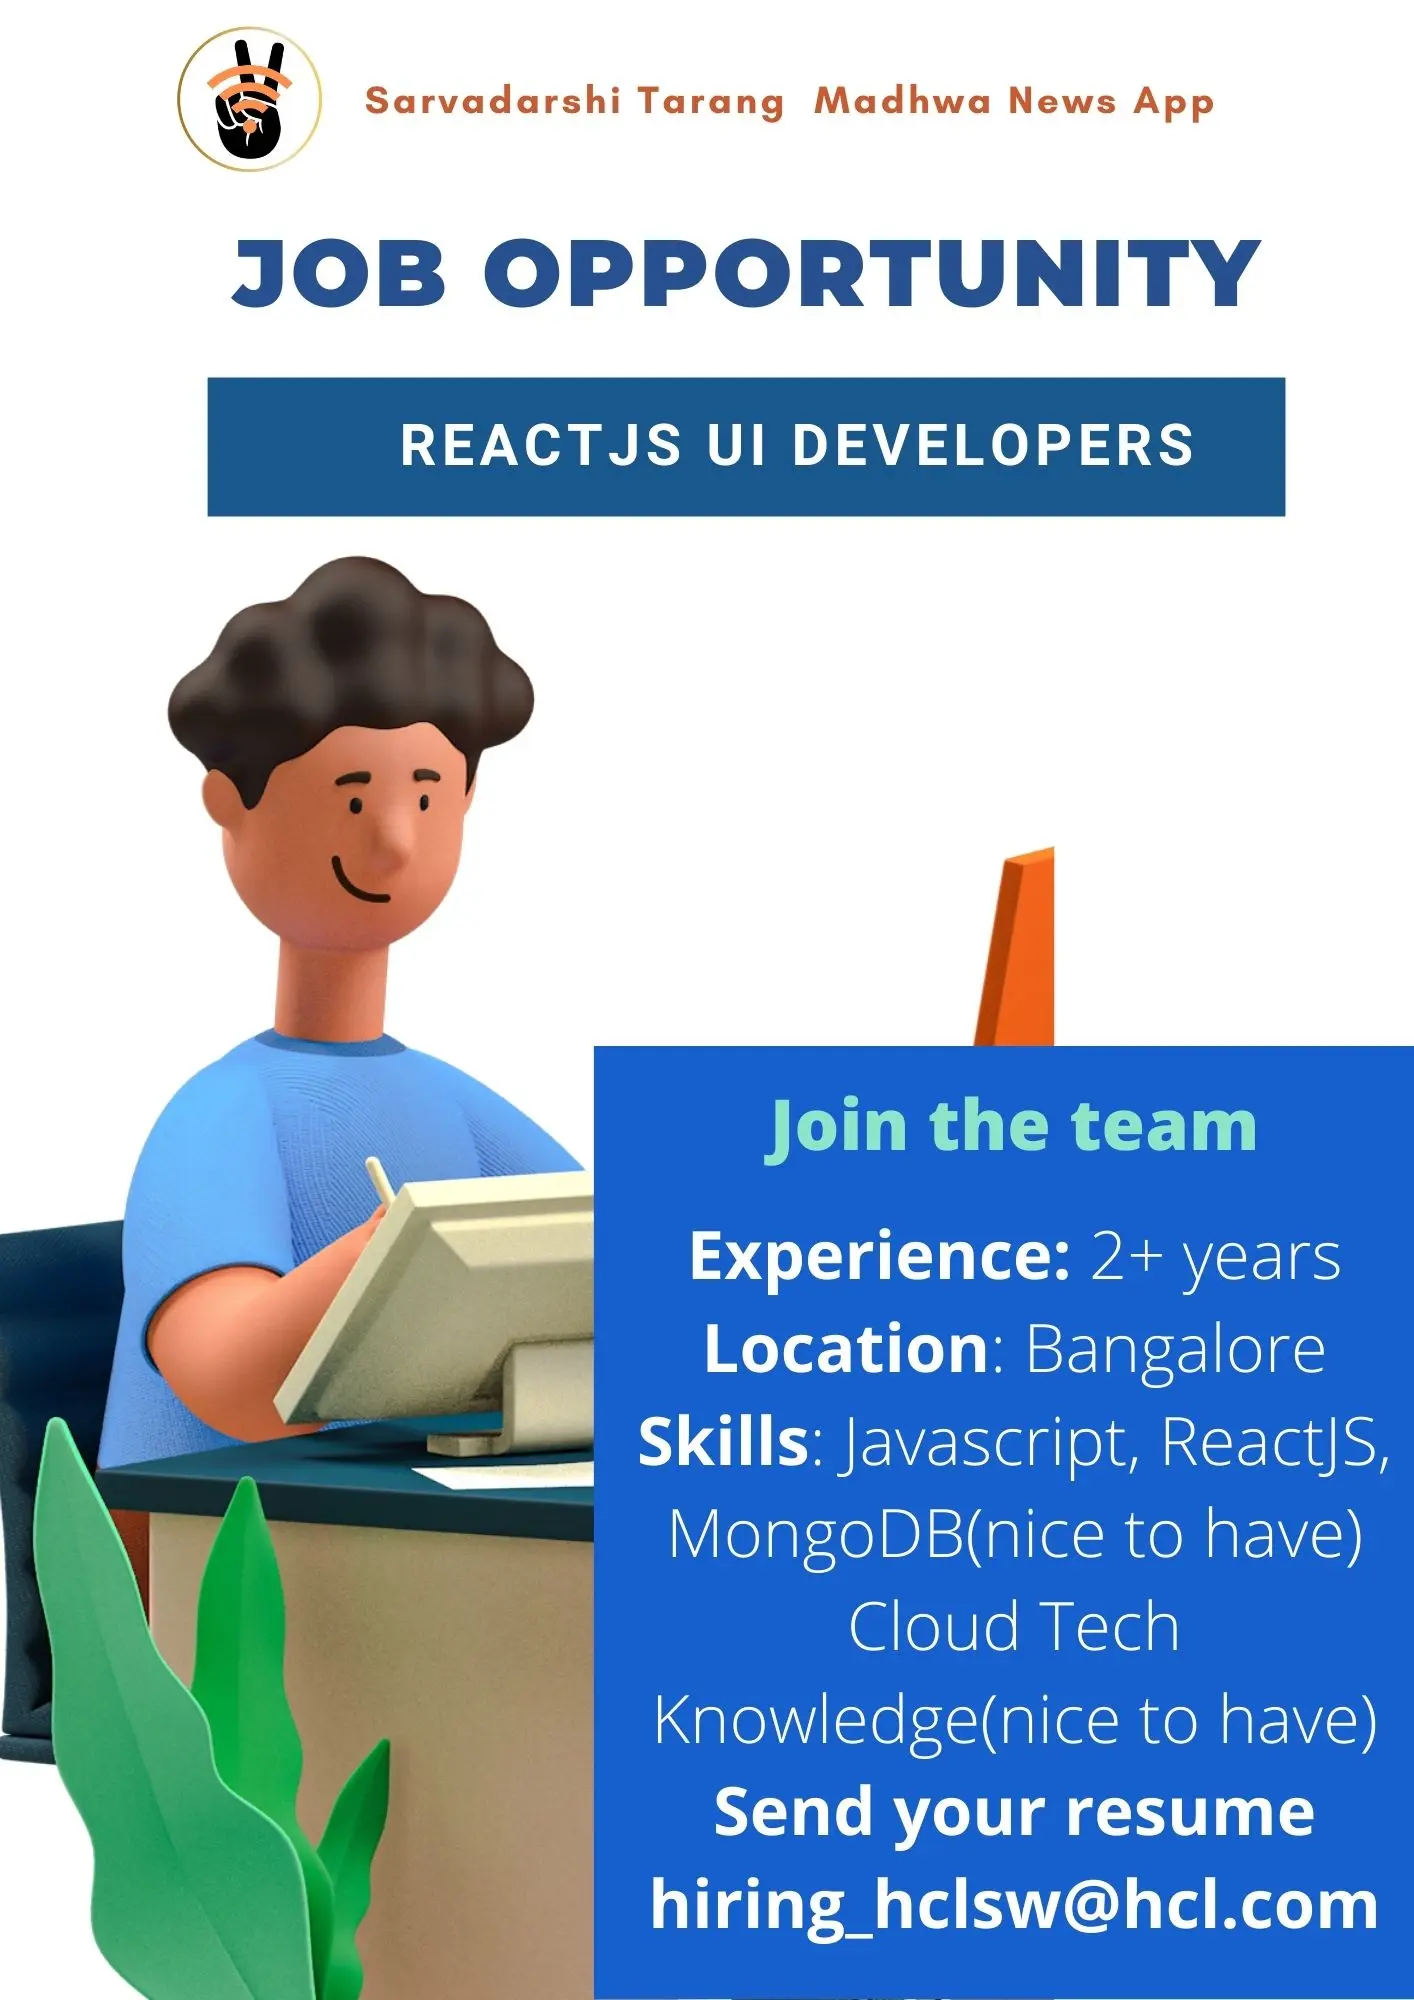 Sarvadarshi Tarang Madhwa News App
JOB OPPORTUNITY
REACTJS UI DEVELOPERS
Join the team
Experience: 2+ years
Location: Bangalore
Skills: Javascript, ReactJS,
MongoDB(nice to have)
Cloud Tech
Knowledge(nice to have)
Send your resume
hiring_hclsw@hcl.com